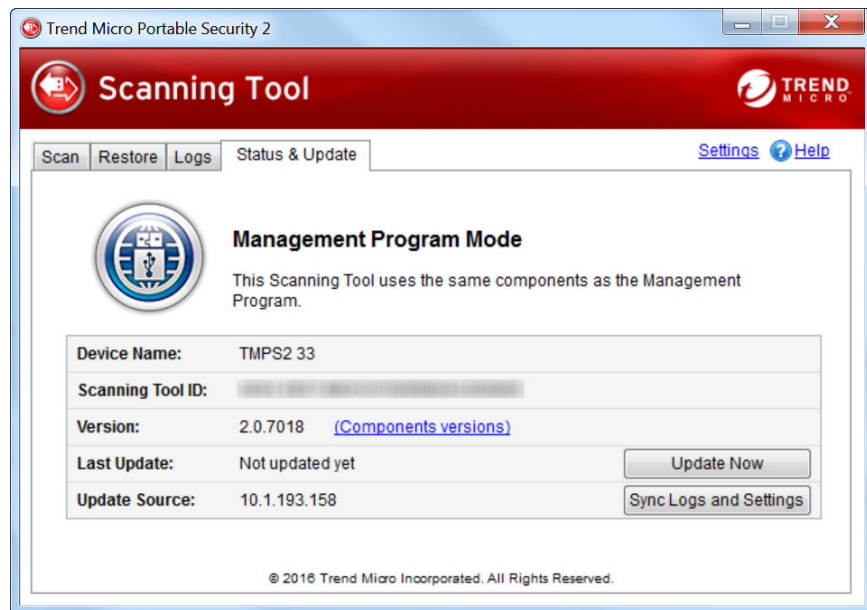 Trend Micro Portable Security 2
Scanning Tool
TREND
MICRO
Scan Restore Logs Status & Update Settings Help
Management Program Mode
This Scanning Tool uses the same components as the Management
Program.
Device Name: TMPS2 33
Scanning Tool ID:
Version: 2.0.7018 (Components versions)
Last Update: Not updated yet Update Now
Update Source: 10.1.193.158 Sync Logs and Settings
© 2016 Trend Micro Incorporated. All Rights Reserved.